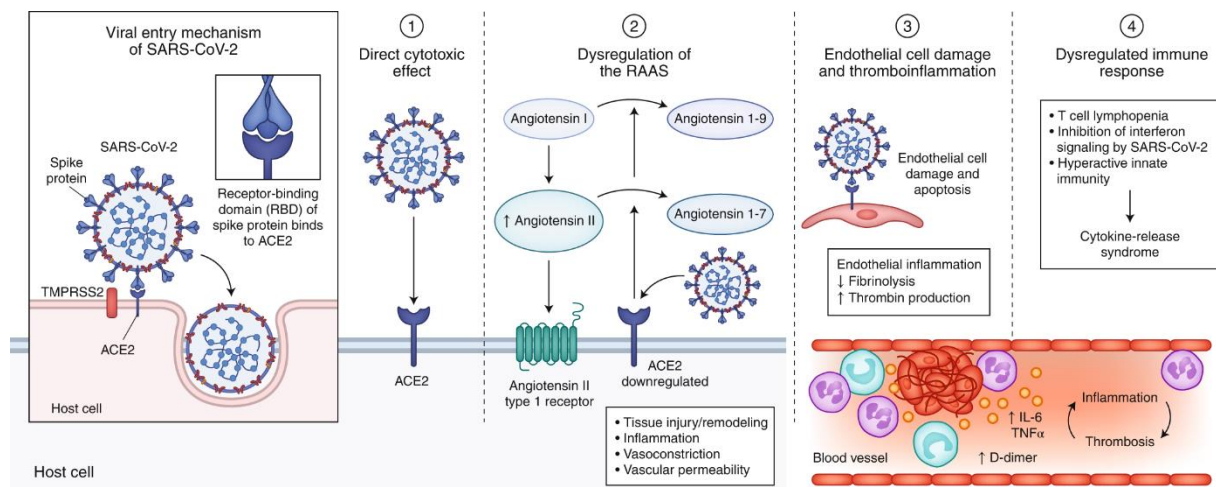 Viral entry mechanism
of SARS-CoV-2
SARS-CoV-2
Spike
protein
Receptor-binding
domain (RBD) of
spike protein binds
to ACE2
TMPRSS2
ACE2
Host cell
Host cell
1
Direct cytotoxic
effect
ACE2
2
Dysregulation of
the RAAS
Angiotensin I
Angiotensin 1-9
↑ Angiotensin II
Angiotensin 1-7
Angiotensin II
type 1 receptor
ACE2
downregulated
• Tissue injury/remodeling
• Inflammation
• Vasoconstriction
• Vascular permeability
3
Endothelial cell damage
and thromboinflammation
Endothelial cell
damage and
apoptosis
Endothelial inflammation
↓ Fibrinolysis
↑ Thrombin production
4
Dysregulated immune
response
• T cell lymphopenia
• Inhibition of interferon
signaling by SARS-CoV-2
• Hyperactive innate
immunity
Cytokine-release
syndrome
↑ IL-6
TNFα
Inflammation
Thrombosis
Blood vessel
↑ D-dimer